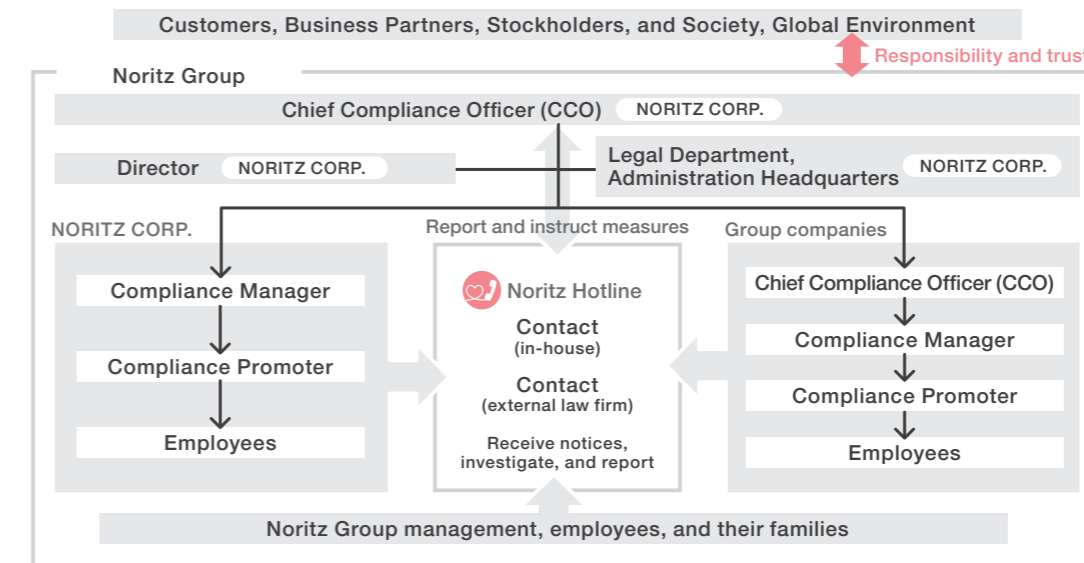 Customers, Business Partners, Stockholders, and Society, Global Environment
Responsibility and trust
Noritz Group
Chief Compliance Officer (CCO) NORITZ CORP.
Director NORITZ CORP.
Legal Department,
Administration Headquarters NORITZ CORP.
NORITZ CORP.
Compliance Manager
Compliance Promoter
Employees
Report and instruct measures
Noritz Hotline
Contact
(in-house)
Contact
(external law firm)
Receive notices,
investigate, and report
Group companies
Chief Compliance Officer (CCO)
Compliance Manager
Compliance Promoter
Employees
Noritz Group management, employees, and their families